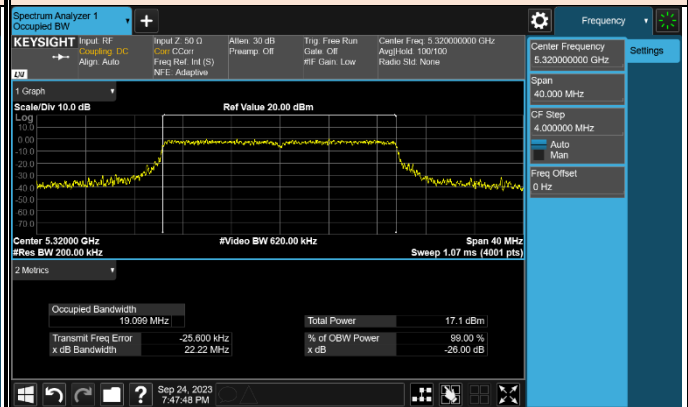 Spectrum Analyzer 1
Occupied BW
Frequency
KEYSIGHT
Input: RF
Coupling: DC
Align: Auto
Input Z: 50 Ω
Corr CCorr
Freq Ref: Int (S)
NFE: Adaptive
Atten: 30 dB
Preamp: Off
Trig: Free Run
Gate: Off
#IF Gain: Low
Center Freq: 5.320000000 GHz
Avg|Hold: 100/100
Radio Std: None
LXI
Center Frequency
5.320000000 GHz
Settings
Span
40.000 MHz
CF Step
4.000000 MHz
Auto
Man
Freq Offset
0 Hz
1 Graph
Scale/Div 10.0 dB
Ref Value 20.00 dBm
Log
10.0
0.00
-10.0
-20.0
-30.0
-40.0
-50.0
-60.0
-70.0
Center 5.32000 GHz
#Video BW 620.00 kHz
Span 40 MHz
#Res BW 200.00 kHz
Sweep 1.07 ms (4001 pts)
2 Metrics
Occupied Bandwidth
19.099 MHz
Total Power 17.1 dBm
Transmit Freq Error -25.600 kHz
% of OBW Power 99.00 %
x dB Bandwidth 22.22 MHz
x dB -26.00 dB
Sep 24, 2023
7:47:48 PM